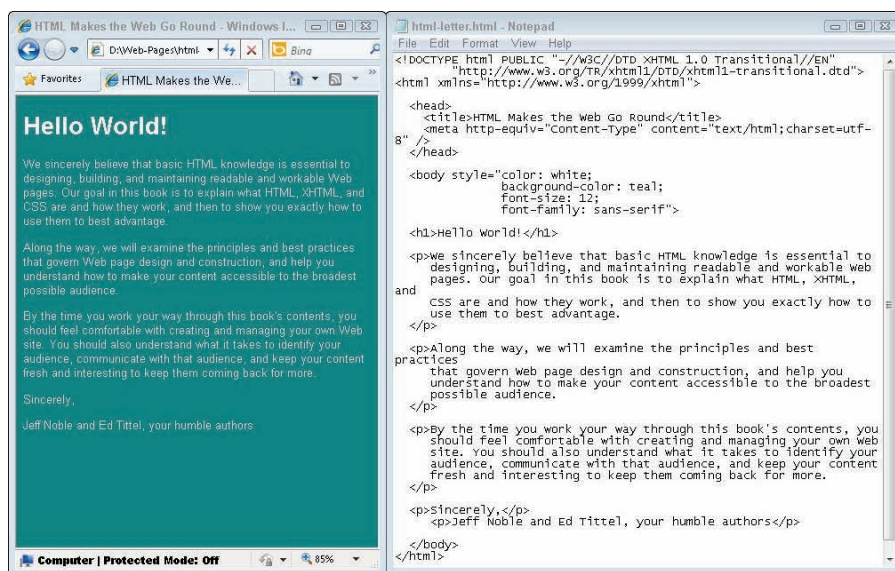 HTML Makes the Web Go Round - Windows I...
D:\Web-Pages\html-
Bing
Favorites
HTML Makes the We...
Hello World!
We sincerely believe that basic HTML knowledge is essential to
designing, building, and maintaining readable and workable Web
pages. Our goal in this book is to explain what HTML, XHTML, and
CSS are and how they work, and then to show you exactly how to
use them to best advantage.
Along the way, we will examine the principles and best practices
that govern Web page design and construction, and help you
understand how to make your content accessible to the broadest
possible audience.
By the time you work your way through this book's contents, you
should feel comfortable with creating and managing your own Web
site. You should also understand what it takes to identify your
audience, communicate with that audience, and keep your content
fresh and interesting to keep them coming back for more.
Sincerely,
Jeff Noble and Ed Tittel, your humble authors
Computer | Protected Mode: Off
85%
html-letter.html - Notepad
File Edit Format View Help
<!DOCTYPE html PUBLIC "-//W3C//DTD XHTML 1.0 Transitional//EN"
"http://www.w3.org/TR/xhtml1/DTD/xhtml1-transitional.dtd">
<html xmlns="http://www.w3.org/1999/xhtml">
<head>
<title>HTML Makes the Web Go Round</title>
<meta http-equiv="Content-Type" content="text/html;charset=utf-
8" />
</head>
<body style="color: white;
background-color: teal;
font-size: 12;
font-family: sans-serif">
<h1>Hello World!</h1>
<p>We sincerely believe that basic HTML knowledge is essential to
designing, building, and maintaining readable and workable Web
pages. Our goal in this book is to explain what HTML, XHTML,
and
CSS are and how they work, and then to show you exactly how to
use them to best advantage.
</p>
<p>Along the way, we will examine the principles and best
practices
that govern Web page design and construction, and help you
understand how to make your content accessible to the broadest
possible audience.
</p>
<p>By the time you work your way through this book's contents, you
should feel comfortable with creating and managing your own Web
site. You should also understand what it takes to identify your
audience, communicate with that audience, and keep your content
fresh and interesting to keep them coming back for more.
</p>
<p>Sincerely,</p>
<p>Jeff Noble and Ed Tittel, your humble authors</p>
</body>
</html>